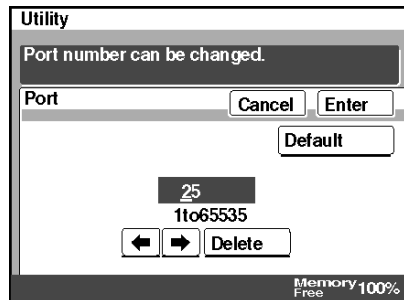 Utility
Port number can be changed.
Port
Cancel Enter
Default
25
1to65535
Delete
Memory
Free 100%